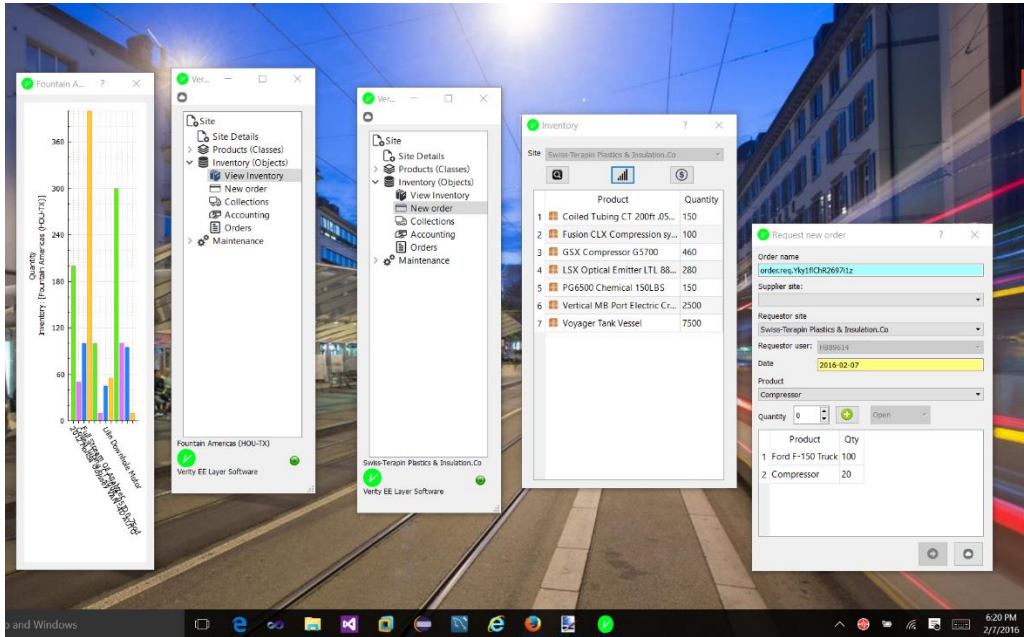 Fountain A...
360
300
240
180
120
60
0
Quantity
Inventory : [Fountain Americas (HOU-TX)]
Lkin Downhole Motor
Ver...
Site
Site Details
Products (Classes)
Inventory (Objects)
View Inventory
New order
Collections
Accounting
Orders
Maintenance
Fountain Americas (HOU-TX)
Verity EE Layer Software
Ver...
Site
Site Details
Products (Classes)
Inventory (Objects)
View Inventory
New order
Collections
Accounting
Orders
Maintenance
Swiss-Terapin Plastics & Insulation.Co
Verity EE Layer Software
Inventory
Site Swiss-Terapin Plastics & Insulation.Co
Product Quantity
1 Coiled Tubing CT 200ft .05... 150
2 Fusion CLX Compression sy... 100
3 GSX Compressor G5700 460
4 LSX Optical Emitter LTL 88... 280
5 PG6500 Chemical 150LBS 150
6 Vertical MB Port Electric Cr... 2500
7 Voyager Tank Vessel 7500
Request new order
Order name
order.req.Yky1flChR2697i1z
Supplier site:
Requestor site
Swiss-Terapin Plastics & Insulation.Co
Requestor user: H889614
Date 2016-02-07
Product
Compressor
Quantity 0 Open
Product Qty
1 Ford F-150 Truck 100
2 Compressor 20
and Windows
6:20 PM
2/7/2016